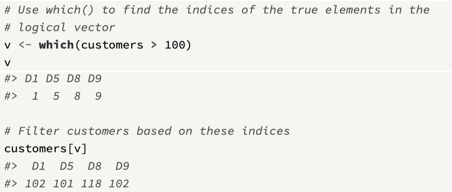 # Use which() to find the indices of the true elements in the
# logical vector
v <- which(customers > 100)
v
#> D1 D5 D8 D9
#>  1  5  8  9
# Filter customers based on these indices
customers[v]
#>  D1  D5  D8  D9
#> 102 101 118 102